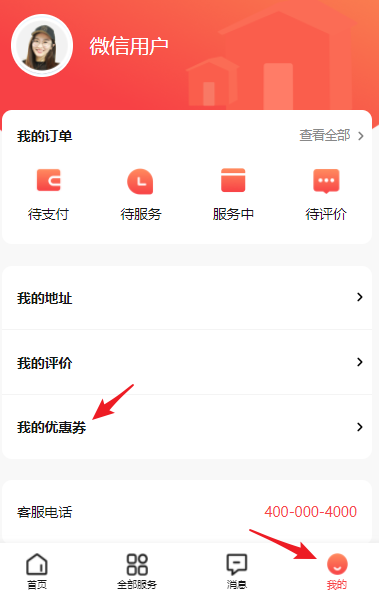 微信用户
我的订单 查看全部
待支付 待服务 服务中 待评价
我的地址
我的评价
我的优惠券
客服电话 400-000-4000
首页 全部服务 消息 我的